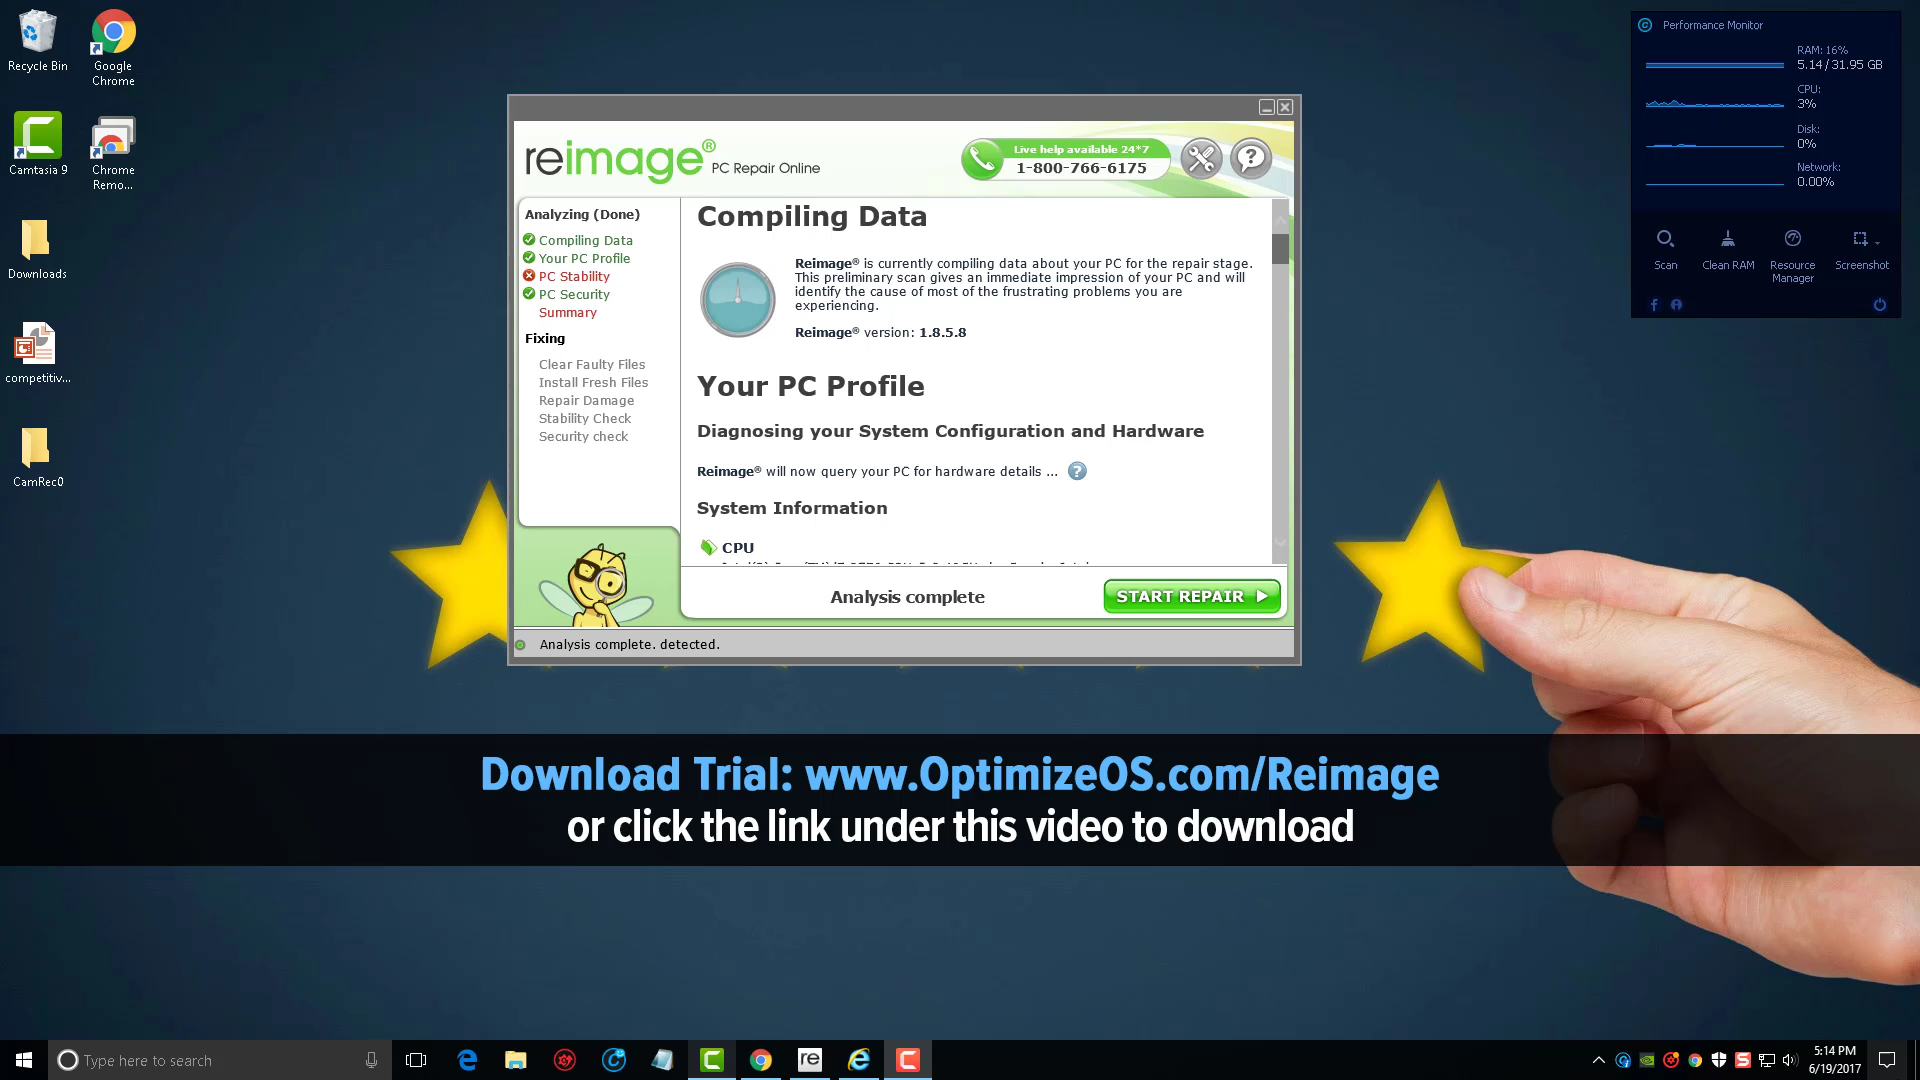 Recycle Bin
Google
Chrome
Camtasia 9
Chrome
Remo...
Downloads
competitiv...
CamRec0
reimage® PC Repair Online
Live help available 24*7
1-800-766-6175
Analyzing (Done)
Compiling Data
Your PC Profile
PC Stability
PC Security
Summary
Fixing
Clear Faulty Files
Install Fresh Files
Repair Damage
Stability Check
Security check
Compiling Data
Reimage® is currently compiling data about your PC for the repair stage.
This preliminary scan gives an immediate impression of your PC and will
identify the cause of most of the frustrating problems you are
experiencing.
Reimage® version: 1.8.5.8
Your PC Profile
Diagnosing your System Configuration and Hardware
Reimage® will now query your PC for hardware details ... ?
System Information
CPU
Analysis complete
START REPAIR
Analysis complete. detected.
Performance Monitor
RAM: 16%
5.14 / 31.95 GB
CPU:
3%
Disk:
0%
Network:
0.00%
Scan
Clean RAM
Resource
Manager
Screenshot
Download Trial: www.OptimizeOS.com/Reimage
or click the link under this video to download
Type here to search
re
5:14 PM
6/19/2017